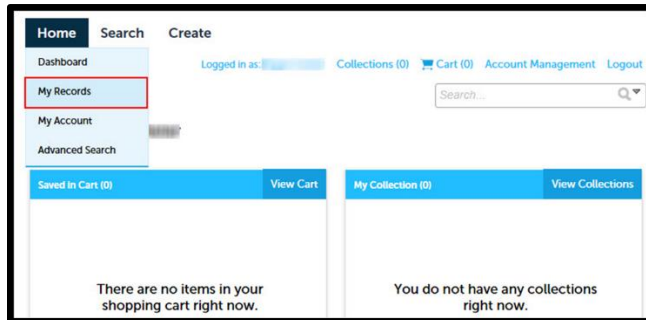 Home Search Create
Dashboard
Logged in as: Collections (0) Cart (0) Account Management Logout
My Records
Search...
My Account
Advanced Search
Saved in Cart (0) View Cart My Collection (0) View Collections
There are no items in your You do not have any collections
shopping cart right now. right now.